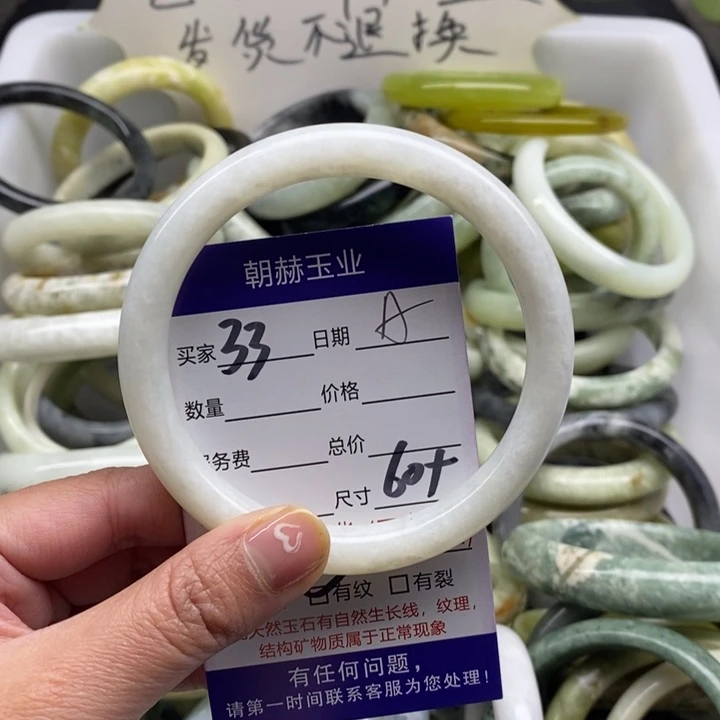 发货不退换
朝赫玉业
买家 33 日期 A
数量 价格
务费 总价
尺寸 60+
有纹 有裂
天然玉石有自然生长线,纹理,
结构矿物质属于正常现象
有任何问题,
请第一时间联系客服为您处理!